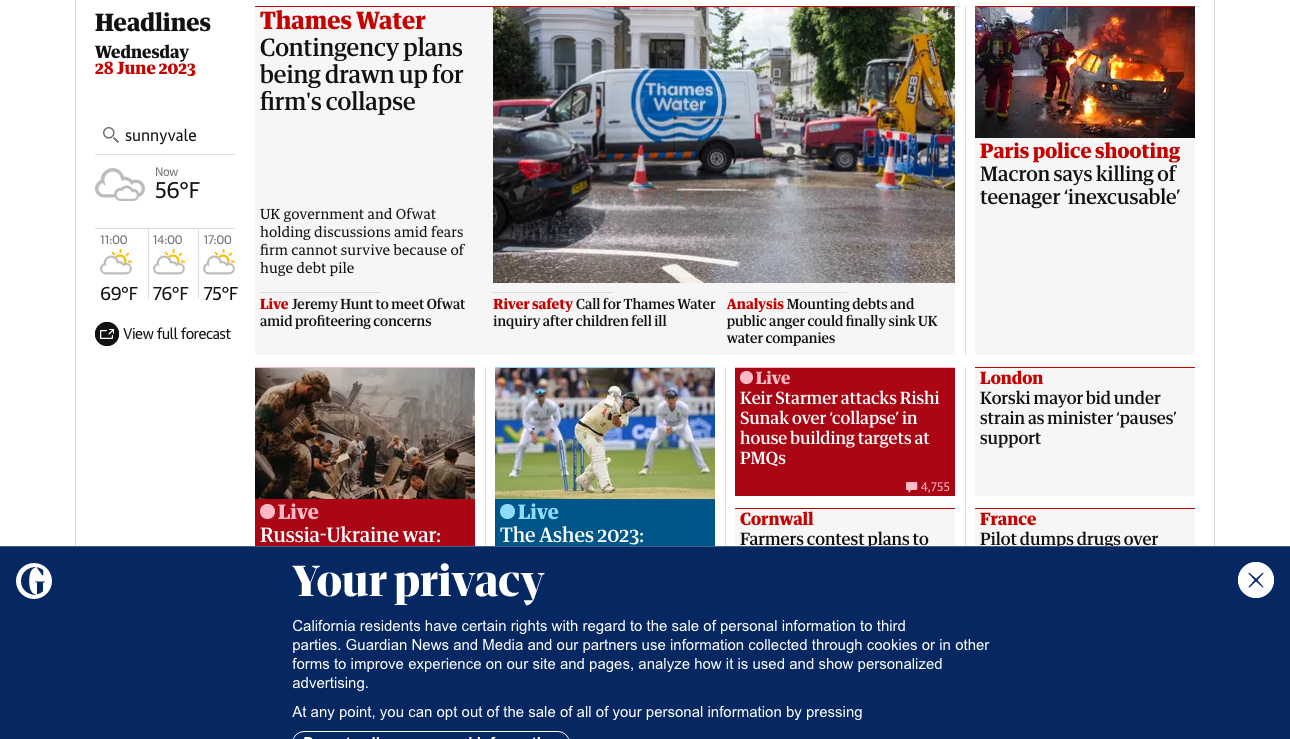 Headlines
Wednesday
28 June 2023
sunnyvale
Now
56°F
11:00
14:00
17:00
69°F
76°F
75°F
View full forecast
Thames Water
Contingency plans
being drawn up for
firm's collapse
UK government and Ofwat
holding discussions amid fears
firm cannot survive because of
huge debt pile
Thames
Water
JCB
Live Jeremy Hunt to meet Ofwat
amid profiteering concerns
River safety Call for Thames Water
inquiry after children fell ill
Analysis Mounting debts and
public anger could finally sink UK
water companies
Paris police shooting
Macron says killing of
teenager ‘inexcusable’
Live
Russia-Ukraine war:
Live
The Ashes 2023:
Live
Keir Starmer attacks Rishi
Sunak over ‘collapse’ in
house building targets at
PMQs
4,755
London
Korski mayor bid under
strain as minister ‘pauses’
support
Cornwall
Farmers contest plans to
France
Pilot dumps drugs over
Your privacy
California residents have certain rights with regard to the sale of personal information to third
parties. Guardian News and Media and our partners use information collected through cookies or in other
forms to improve experience on our site and pages, analyze how it is used and show personalized
advertising.
At any point, you can opt out of the sale of all of your personal information by pressing